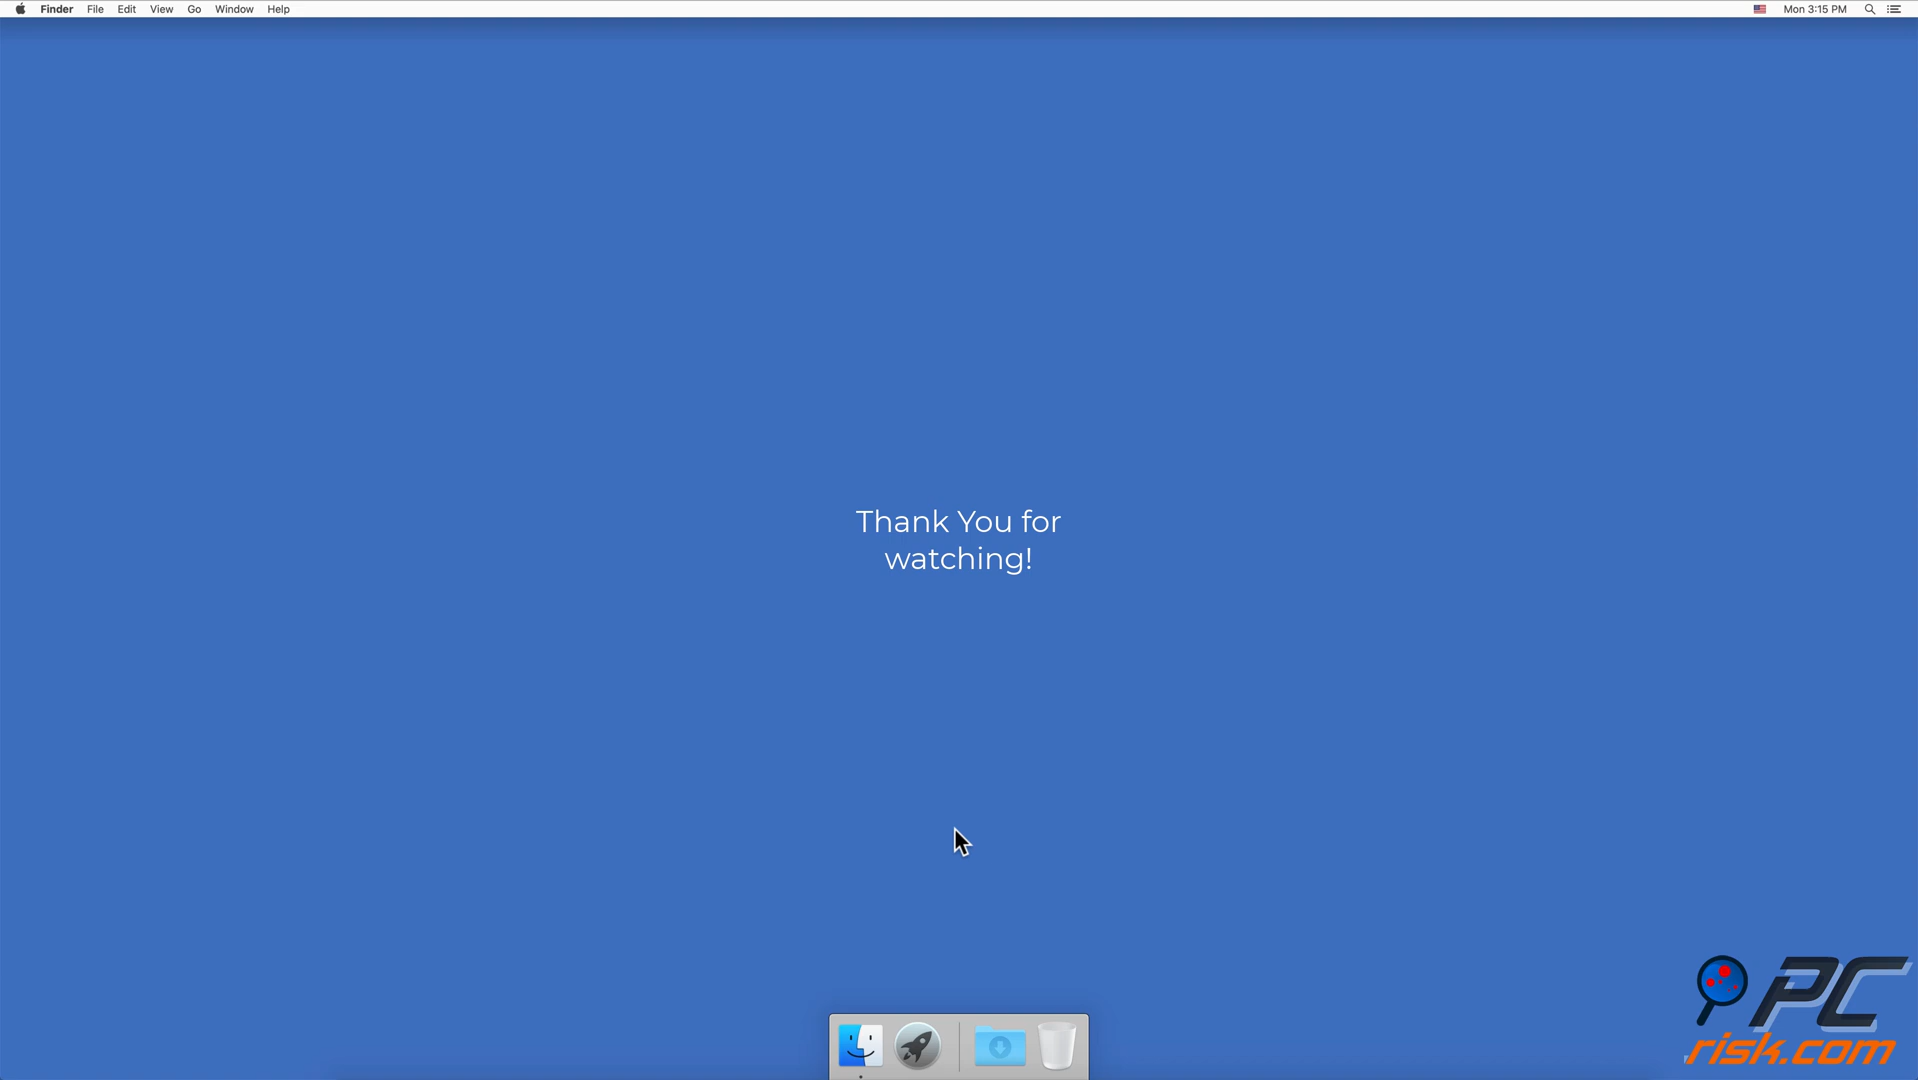 Finder File Edit View Go Window Help Mon 3:15 PM
Thank You for
watching!
PC
risk.com